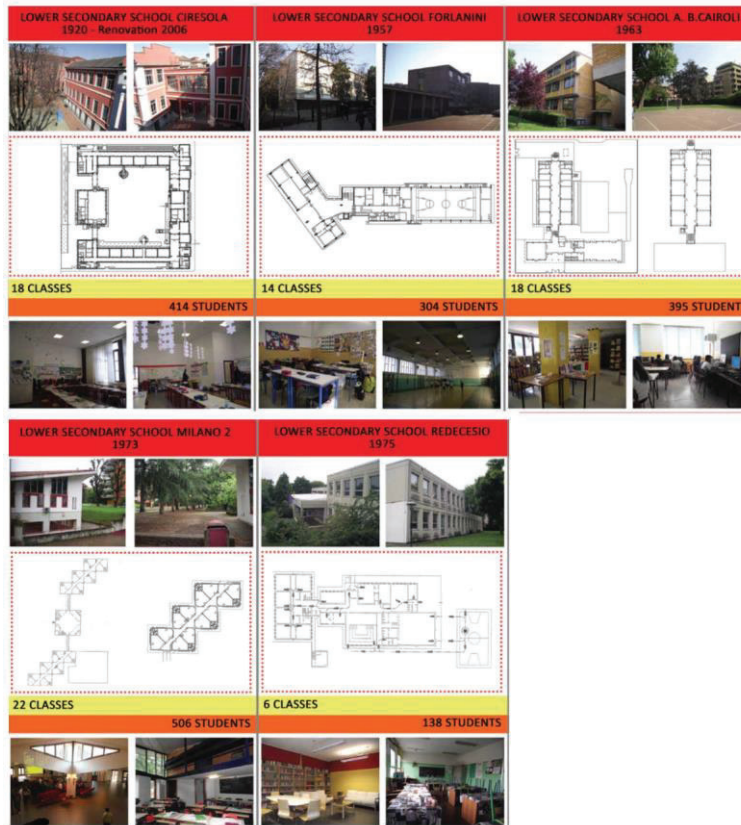 LOWER SECONDARY SCHOOL CIRESOLA
1920 - Renovation 2006
18 CLASSES
414 STUDENTS
LOWER SECONDARY SCHOOL FORLANINI
1957
14 CLASSES
304 STUDENTS
LOWER SECONDARY SCHOOL A. B.CAIROLI
1963
18 CLASSES
395 STUDENT
LOWER SECONDARY SCHOOL MILANO 2
1973
22 CLASSES
506 STUDENTS
LOWER SECONDARY SCHOOL REDECESIO
1975
6 CLASSES
138 STUDENTS